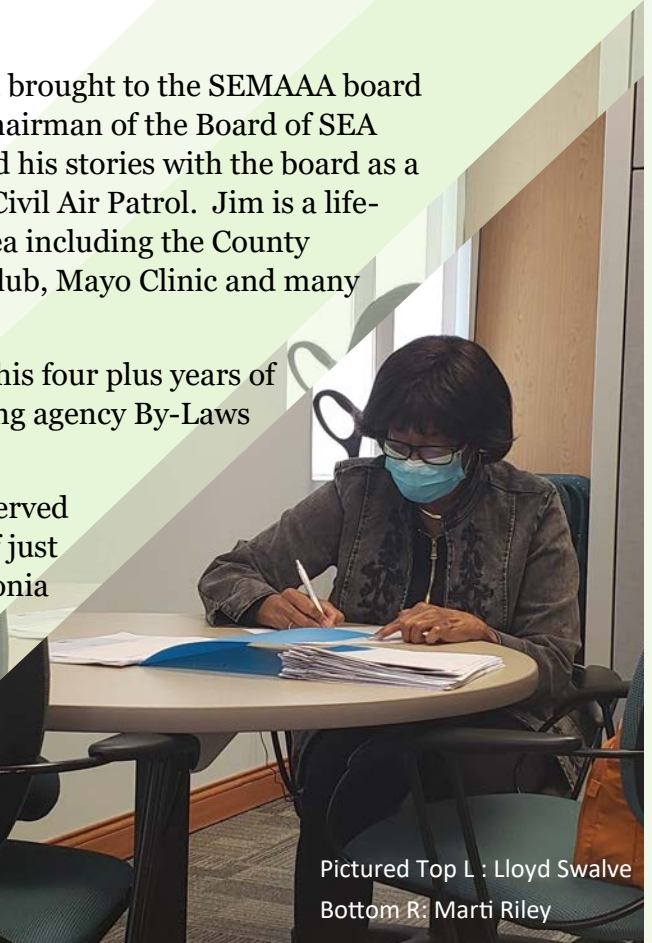 brought to the SEMAAA board
hairman of the Board of SEA
d his stories with the board as a
Civil Air Patrol. Jim is a life-
ea including the County
lub, Mayo Clinic and many
his four plus years of
ng agency By-Laws
erved
f just
onia
Pictured Top L : Lloyd Swalve
Bottom R: Marti Riley